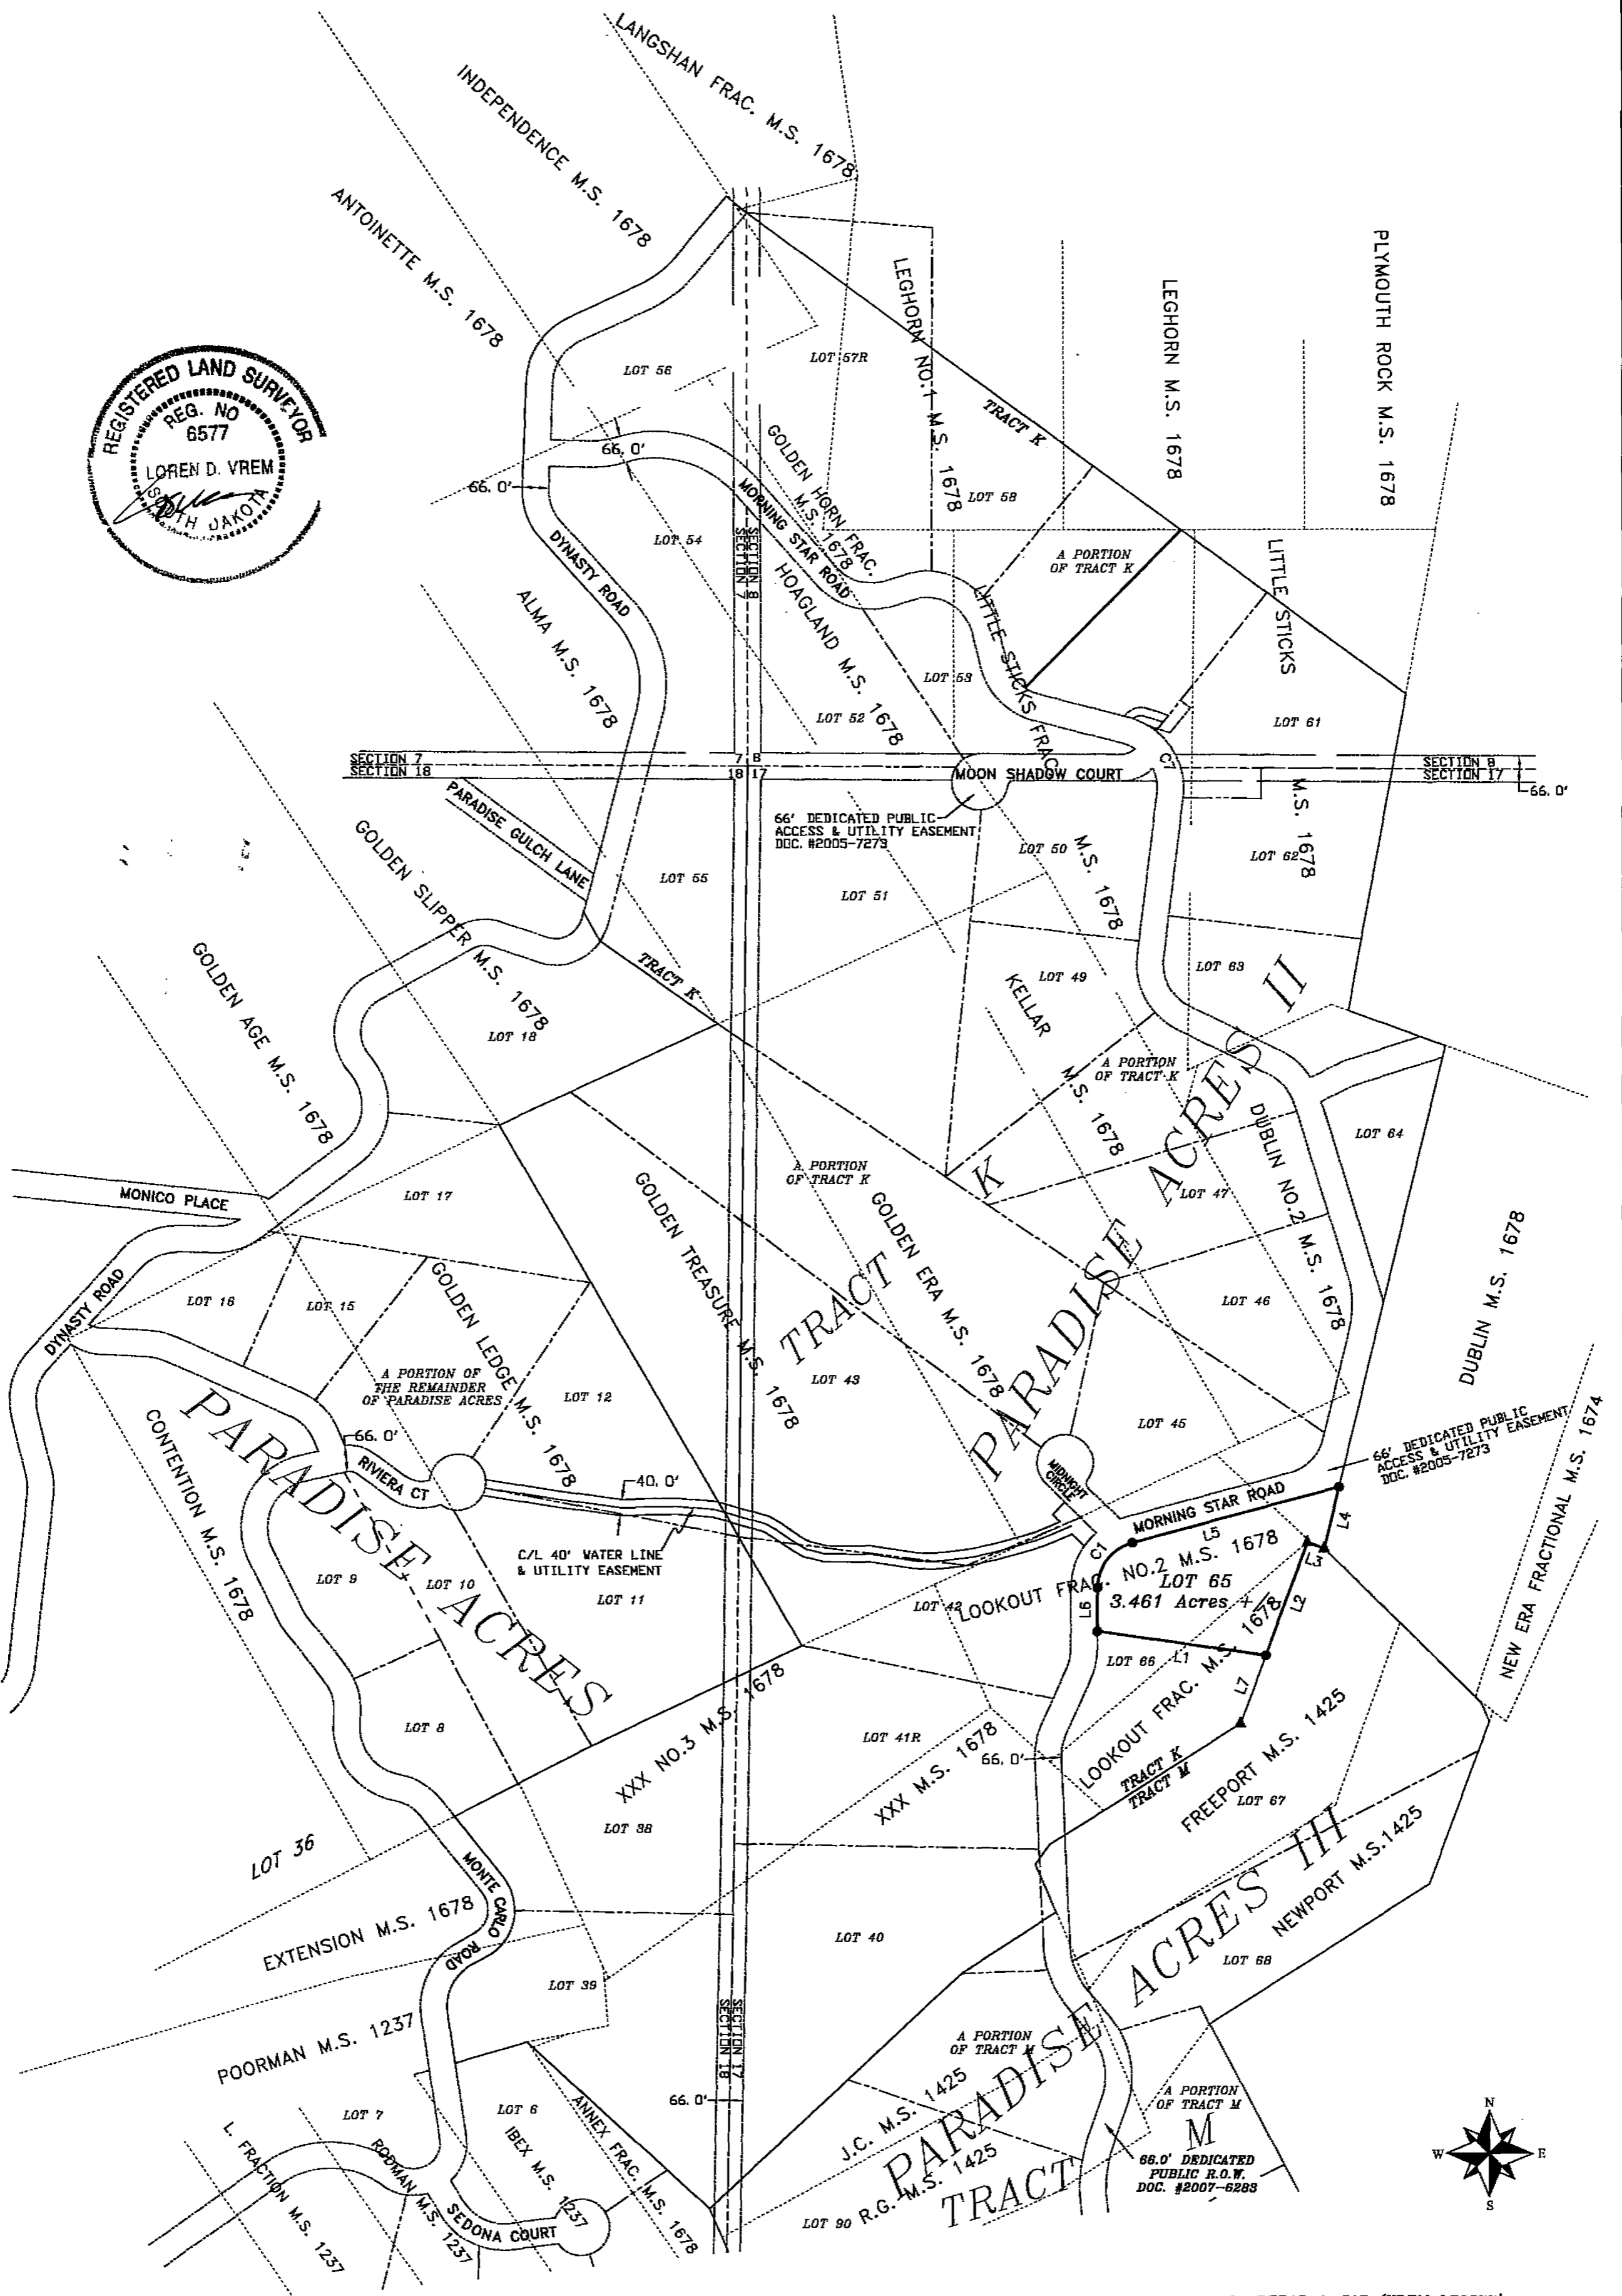 LANGSHAN FRAC. M.S. 1678
INDEPENDENCE M.S. 1678
ANTOINETTE M.S. 1678
REGISTERED LAND SURVEYOR
REG. NO
6577
LOREN D. VREM
SOUTH DAKOTA
LEGHORN NO.1 M.S. 1678
LEGHORN M.S. 1678
PLYMOUTH ROCK M.S. 1678
LOT 56
LOT 57R
TRACT K
66.0'
66.0'
GOLDEN HORN FRAC.
M.S. 1678
MORNING STAR ROAD
LOT 58
LOT 54
SECTION 7
SECTION 8
DYNASTY ROAD
A PORTION
OF TRACT K
LITTLE STICKS
M.S. 1678
HOAGLAND M.S. 1678
LITTLE STICKS FRAC.
M.S. 1678
ALMA M.S. 1678
LOT 53
LOT 52
LOT 61
C7
SECTION 7
SECTION 18
7 8
18 17
MOON SHADOW COURT
SECTION 8
SECTION 17
66.0'
PARADISE GULCH LANE
66' DEDICATED PUBLIC
ACCESS & UTILITY EASEMENT
DOC. #2005-7273
LOT 50
LOT 62
GOLDEN SLIPPER M.S. 1678
LOT 55
LOT 51
GOLDEN AGE M.S. 1678
TRACT K
LOT 49
LOT 63
KELLAR
M.S. 1678
LOT 18
A PORTION
OF TRACT K
PARADISE ACRES II
DUBLIN NO.2 M.S. 1678
LOT 64
MONICO PLACE
LOT 17
A PORTION
OF TRACT K
TRACT K
LOT 47
GOLDEN TREASURE M.S. 1678
GOLDEN ERA M.S. 1678
DUBLIN M.S. 1678
DYNASTY ROAD
LOT 16
LOT 15
GOLDEN LEDGE M.S. 1678
LOT 46
A PORTION OF
THE REMAINDER
OF PARADISE ACRES
LOT 12
LOT 43
LOT 45
CONTENTION M.S. 1678
PARADISE ACRES
66.0'
RIVIERA CT
40.0'
MIDNIGHT
CIRCLE
66' DEDICATED PUBLIC
ACCESS & UTILITY EASEMENT
DOC. #2005-7273
NEW ERA FRACTIONAL M.S. 1674
MORNING STAR ROAD
L5
L4
C1
L3
C/L 40' WATER LINE
& UTILITY EASEMENT
LOT 9
LOT 10
LOT 11
LOT 42
LOOKOUT FRAC. NO.2 M.S. 1678
LOT 65
3.461 Acres +/-
L6
L2
LOT 66
L1
L7
LOOKOUT FRAC. M.S. 1678
LOT 8
XXX NO.3 M.S. 1678
LOT 41R
XXX M.S. 1678
66.0'
TRACT K
TRACT M
FREEPORT M.S. 1425
LOT 67
LOT 36
LOT 38
MONTE CARLO
ROAD
EXTENSION M.S. 1678
NEWPORT M.S.1425
LOT 40
PARADISE ACRES III
LOT 68
LOT 39
POORMAN M.S. 1237
SECTION 18
SECTION 17
A PORTION
OF TRACT M
J.C. M.S. 1425
A PORTION
OF TRACT M
M
66.0' DEDICATED
PUBLIC R.O.W.
DOC. #2007-6283
66.0'
LOT 7
LOT 6
L. FRACTION M.S. 1237
RODMAN M.S. 1237
IBEX M.S. 1237
ANNEX FRAC. M.S. 1678
SEDONA COURT
LOT 90
R.G. M.S. 1425
TRACT
N
W E
S